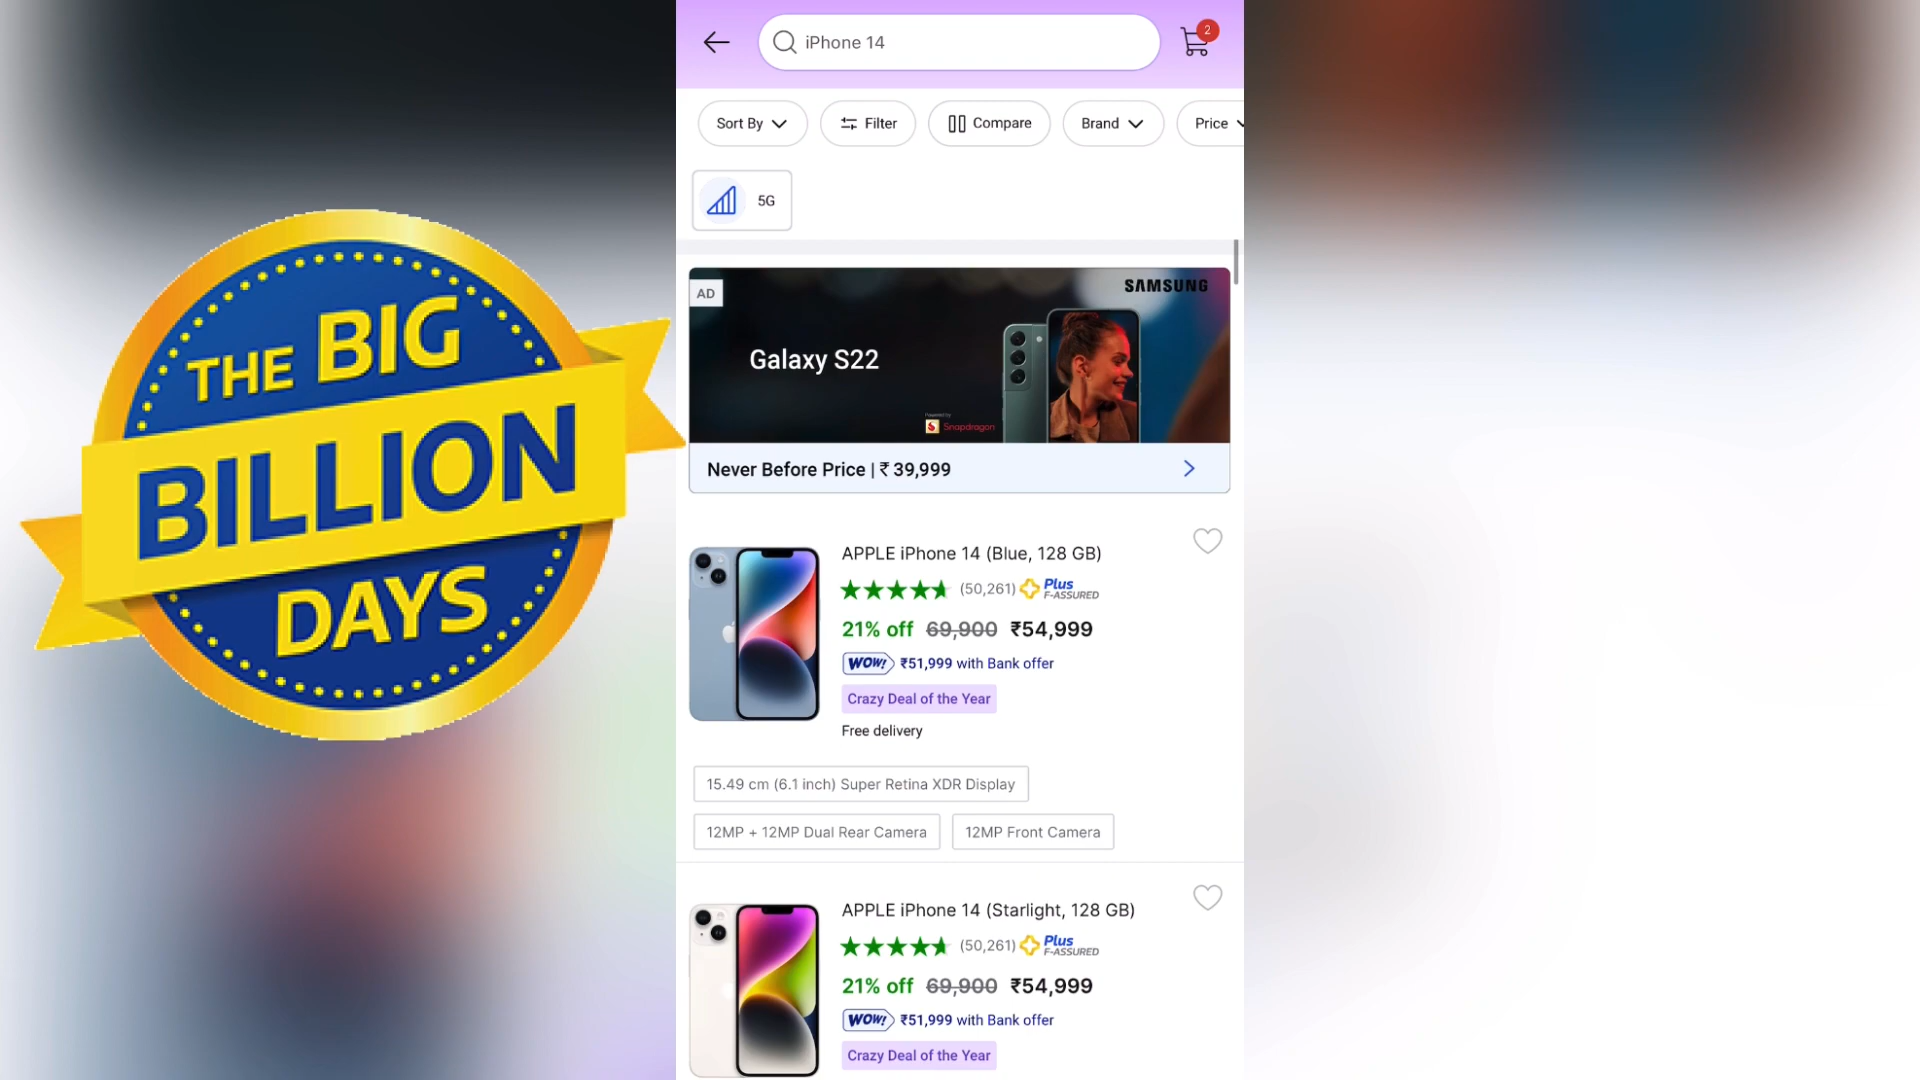 THE BIG
BILLION
DAYS
iPhone 14
2
Sort By
Filter
Compare
Brand
Price
5G
AD
SAMSUNG
Galaxy S22
Powered by
Snapdragon
Never Before Price | ₹ 39,999
APPLE iPhone 14 (Blue, 128 GB)
(50,261) Plus F-ASSURED
21% off 69,900 ₹54,999
WOW! ₹51,999 with Bank offer
Crazy Deal of the Year
Free delivery
15.49 cm (6.1 inch) Super Retina XDR Display
12MP + 12MP Dual Rear Camera
12MP Front Camera
APPLE iPhone 14 (Starlight, 128 GB)
(50,261) Plus F-ASSURED
21% off 69,900 ₹54,999
WOW! ₹51,999 with Bank offer
Crazy Deal of the Year